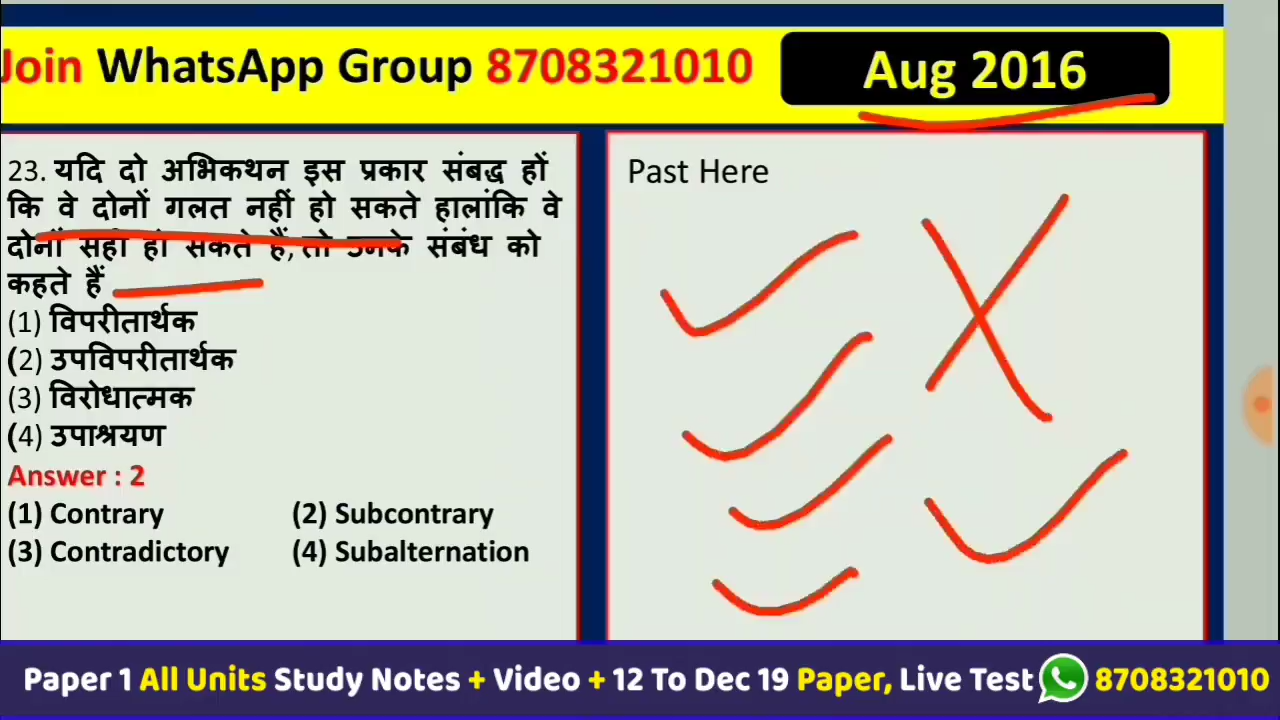 Join WhatsApp Group 8708321010
Aug 2016
23. यदि दो अभिकथन इस प्रकार संबद्ध हों
कि वे दोनों गलत नहीं हो सकते हालांकि वे
दोनों सही हो सकते हैं, तो उनके संबंध को
कहते हैं
(1) विपरीतार्थक
(2) उपविपरीतार्थक
(3) विरोधात्मक
(4) उपाश्रयण
Answer : 2
(1) Contrary (2) Subcontrary
(3) Contradictory (4) Subalternation
Past Here
Paper 1 All Units Study Notes + Video + 12 To Dec 19 Paper, Live Test 8708321010